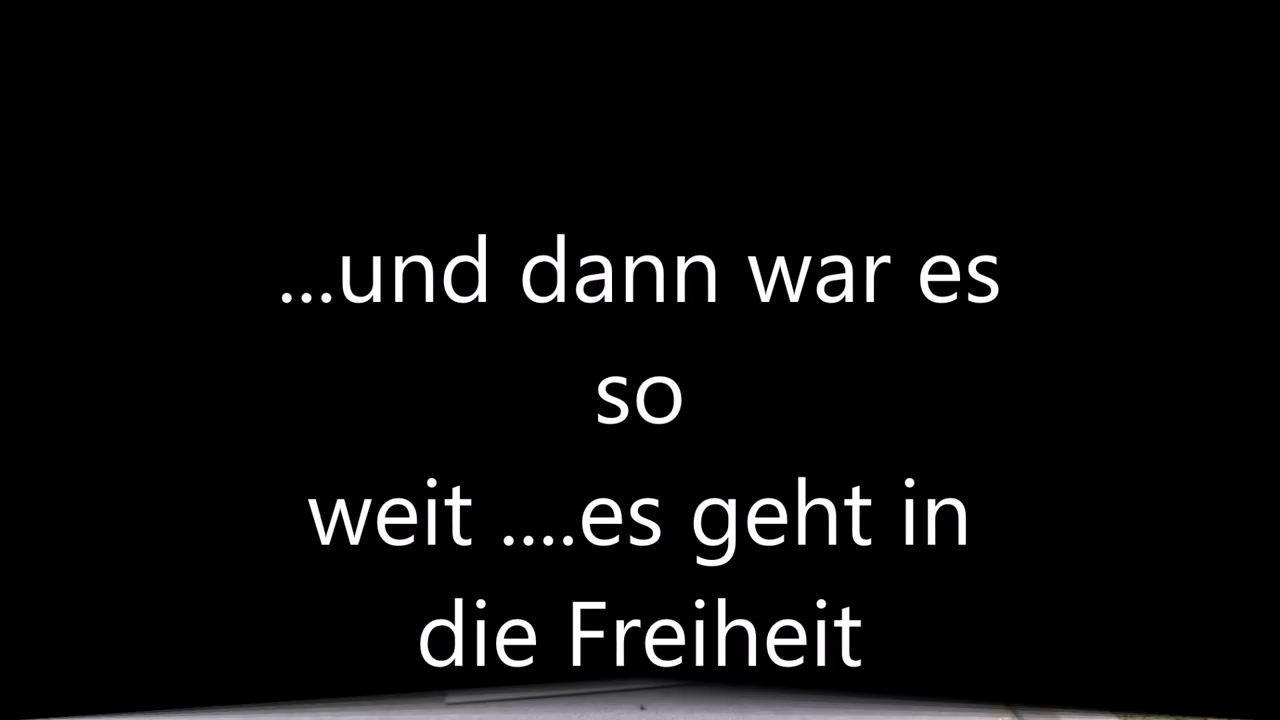 ...und dann war es
so
weit ....es geht in
die Freiheit